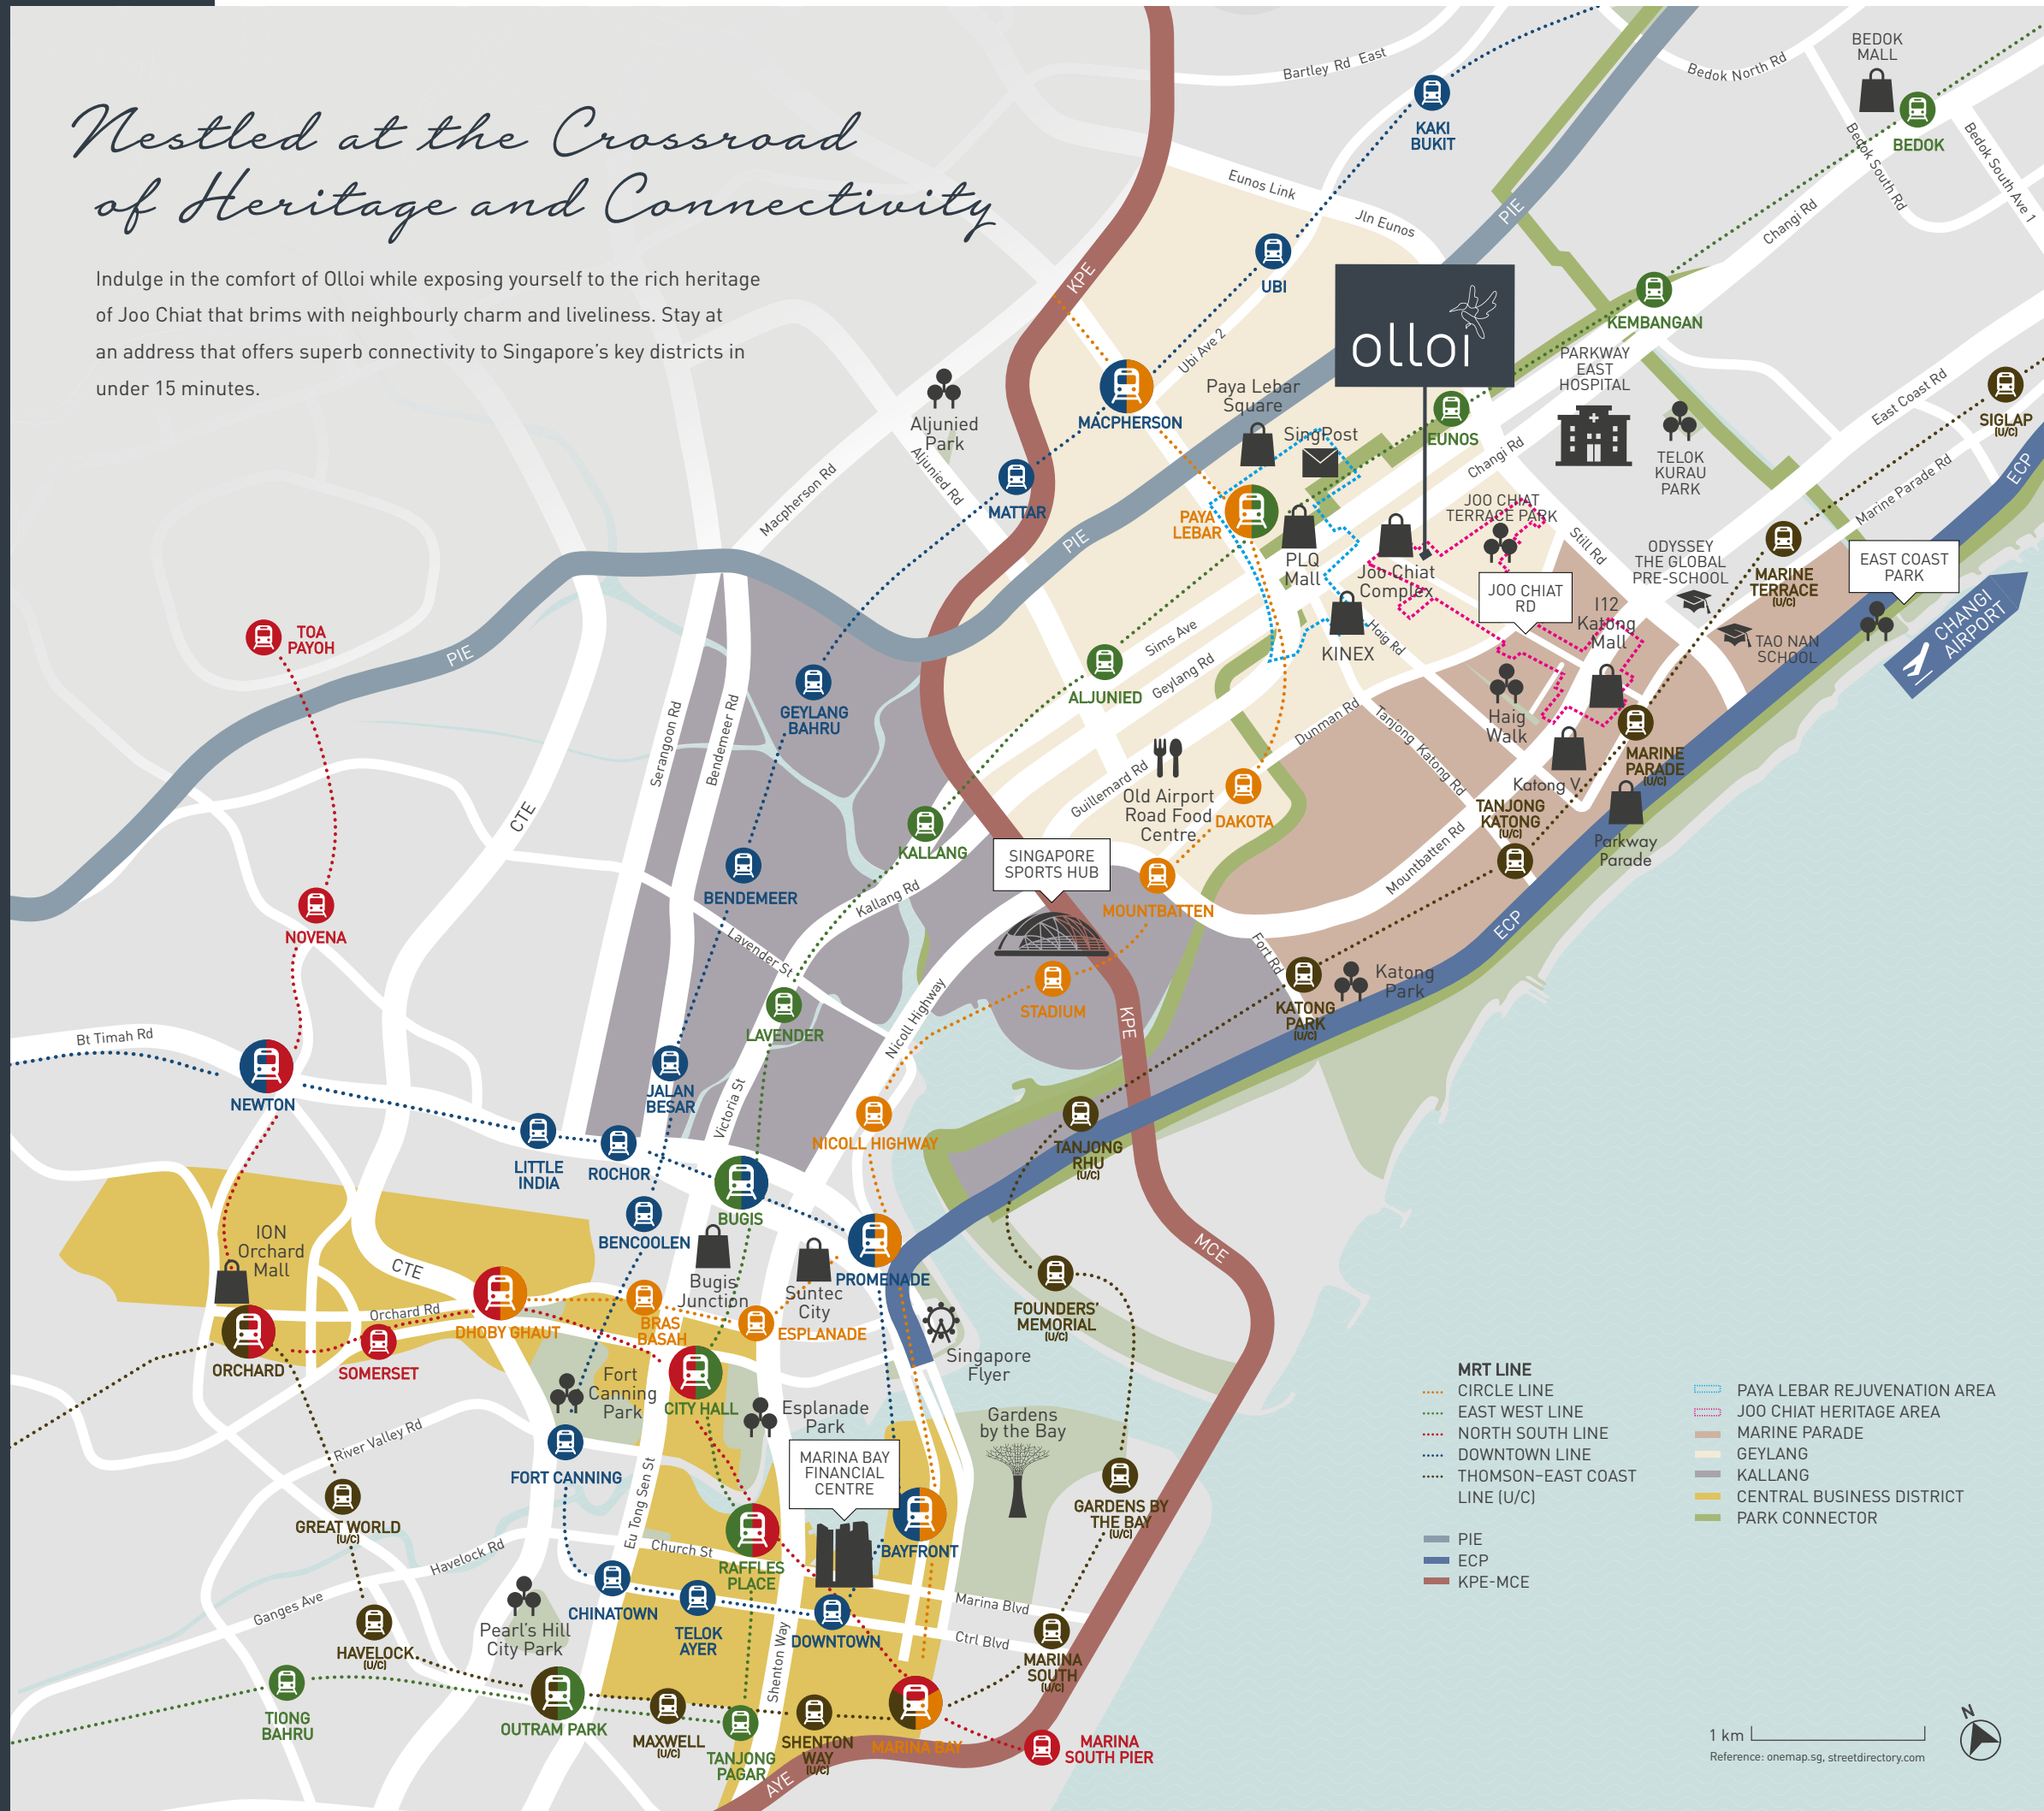 Nestled at the Crossroad
of Heritage and Connectivity
Indulge in the comfort of Olloi while exposing yourself to the rich heritage
of Joo Chiat that brims with neighbourly charm and liveliness. Stay at
an address that offers superb connectivity to Singapore's key districts in
under 15 minutes.
Bartley Rd East
Bedok North Rd
BEDOK
MALL
KAKI
BUKIT
BEDOK
Bedok South Rd
Bedok South Ave 1
Eunos Link
Jln Eunos
PIE
Changi Rd
KPE
UBI
olloi
KEMBANGAN
Ubi Ave 2
PARKWAY
EAST
HOSPITAL
Paya Lebar
Square
MACPHERSON
SingPost
EUNOS
Changi Rd
East Coast Rd
SIGLAP
(U/C)
Aljunied
Park
Aljunied Rd
Macpherson Rd
MATTAR
PIE
PAYA
LEBAR
TELOK
KURAU
PARK
ECP
Marine Parade Rd
JOO CHIAT
TERRACE PARK
Still Rd
PLQ
Mall
Joo Chiat
Complex
ODYSSEY
THE GLOBAL
PRE-SCHOOL
MARINE
TERRACE
(U/C)
EAST COAST
PARK
JOO CHIAT
RD
I12
Katong
Mall
TAO NAN
SCHOOL
CHANGI
AIRPORT
TOA
PAYOH
PIE
Sims Ave
Geylang Rd
KINEX
Haig Rd
ALJUNIED
GEYLANG
BAHRU
Serangoon Rd
Bendemeer Rd
Dunman Rd
Tanjong Katong Rd
Haig
Walk
MARINE
PARADE
(U/C)
Katong V
CTE
Guillemard Rd
Old Airport
Road Food
Centre
DAKOTA
TANJONG
KATONG
(U/C)
Parkway
Parade
KALLANG
SINGAPORE
SPORTS HUB
BENDEMEER
Kallang Rd
MOUNTBATTEN
Mountbatten Rd
NOVENA
Lavender St
ECP
Fort Rd
Katong
Park
KATONG
PARK
(U/C)
STADIUM
KPE
LAVENDER
Nicoll Highway
Bt Timah Rd
NEWTON
JALAN
BESAR
Victoria St
NICOLL HIGHWAY
TANJONG
RHU
(U/C)
LITTLE
INDIA
ROCHOR
BUGIS
BENCOOLEN
ION
Orchard
Mall
CTE
Bugis
Junction
Suntec
City
PROMENADE
MCE
FOUNDERS'
MEMORIAL
(U/C)
Orchard Rd
DHOBY GHAUT
BRAS
BASAH
ESPLANADE
Singapore
Flyer
ORCHARD
SOMERSET
Fort
Canning
Park
CITY HALL
Esplanade
Park
Gardens
by the Bay
River Valley Rd
FORT CANNING
MARINA BAY
FINANCIAL
CENTRE
Eu Tong Sen St
GARDENS BY
THE BAY
(U/C)
GREAT WORLD
(U/C)
Havelock Rd
Church St
RAFFLES
PLACE
BAYFRONT
Ganges Ave
CHINATOWN
TELOK
AYER
DOWNTOWN
Marina Blvd
Ctrl Blvd
Pearl's Hill
City Park
HAVELOCK
(U/C)
Shenton Way
MARINA
SOUTH
(U/C)
TIONG
BAHRU
OUTRAM PARK
MAXWELL
(U/C)
TANJONG
PAGAR
SHENTON
WAY
(U/C)
MARINA BAY
MARINA
SOUTH PIER
AYE
MRT LINE
CIRCLE LINE
EAST WEST LINE
NORTH SOUTH LINE
DOWNTOWN LINE
THOMSON-EAST COAST
LINE (U/C)
PIE
ECP
KPE-MCE
PAYA LEBAR REJUVENATION AREA
JOO CHIAT HERITAGE AREA
MARINE PARADE
GEYLANG
KALLANG
CENTRAL BUSINESS DISTRICT
PARK CONNECTOR
1 km
N
Reference: onemap.sg, streetdirectory.com